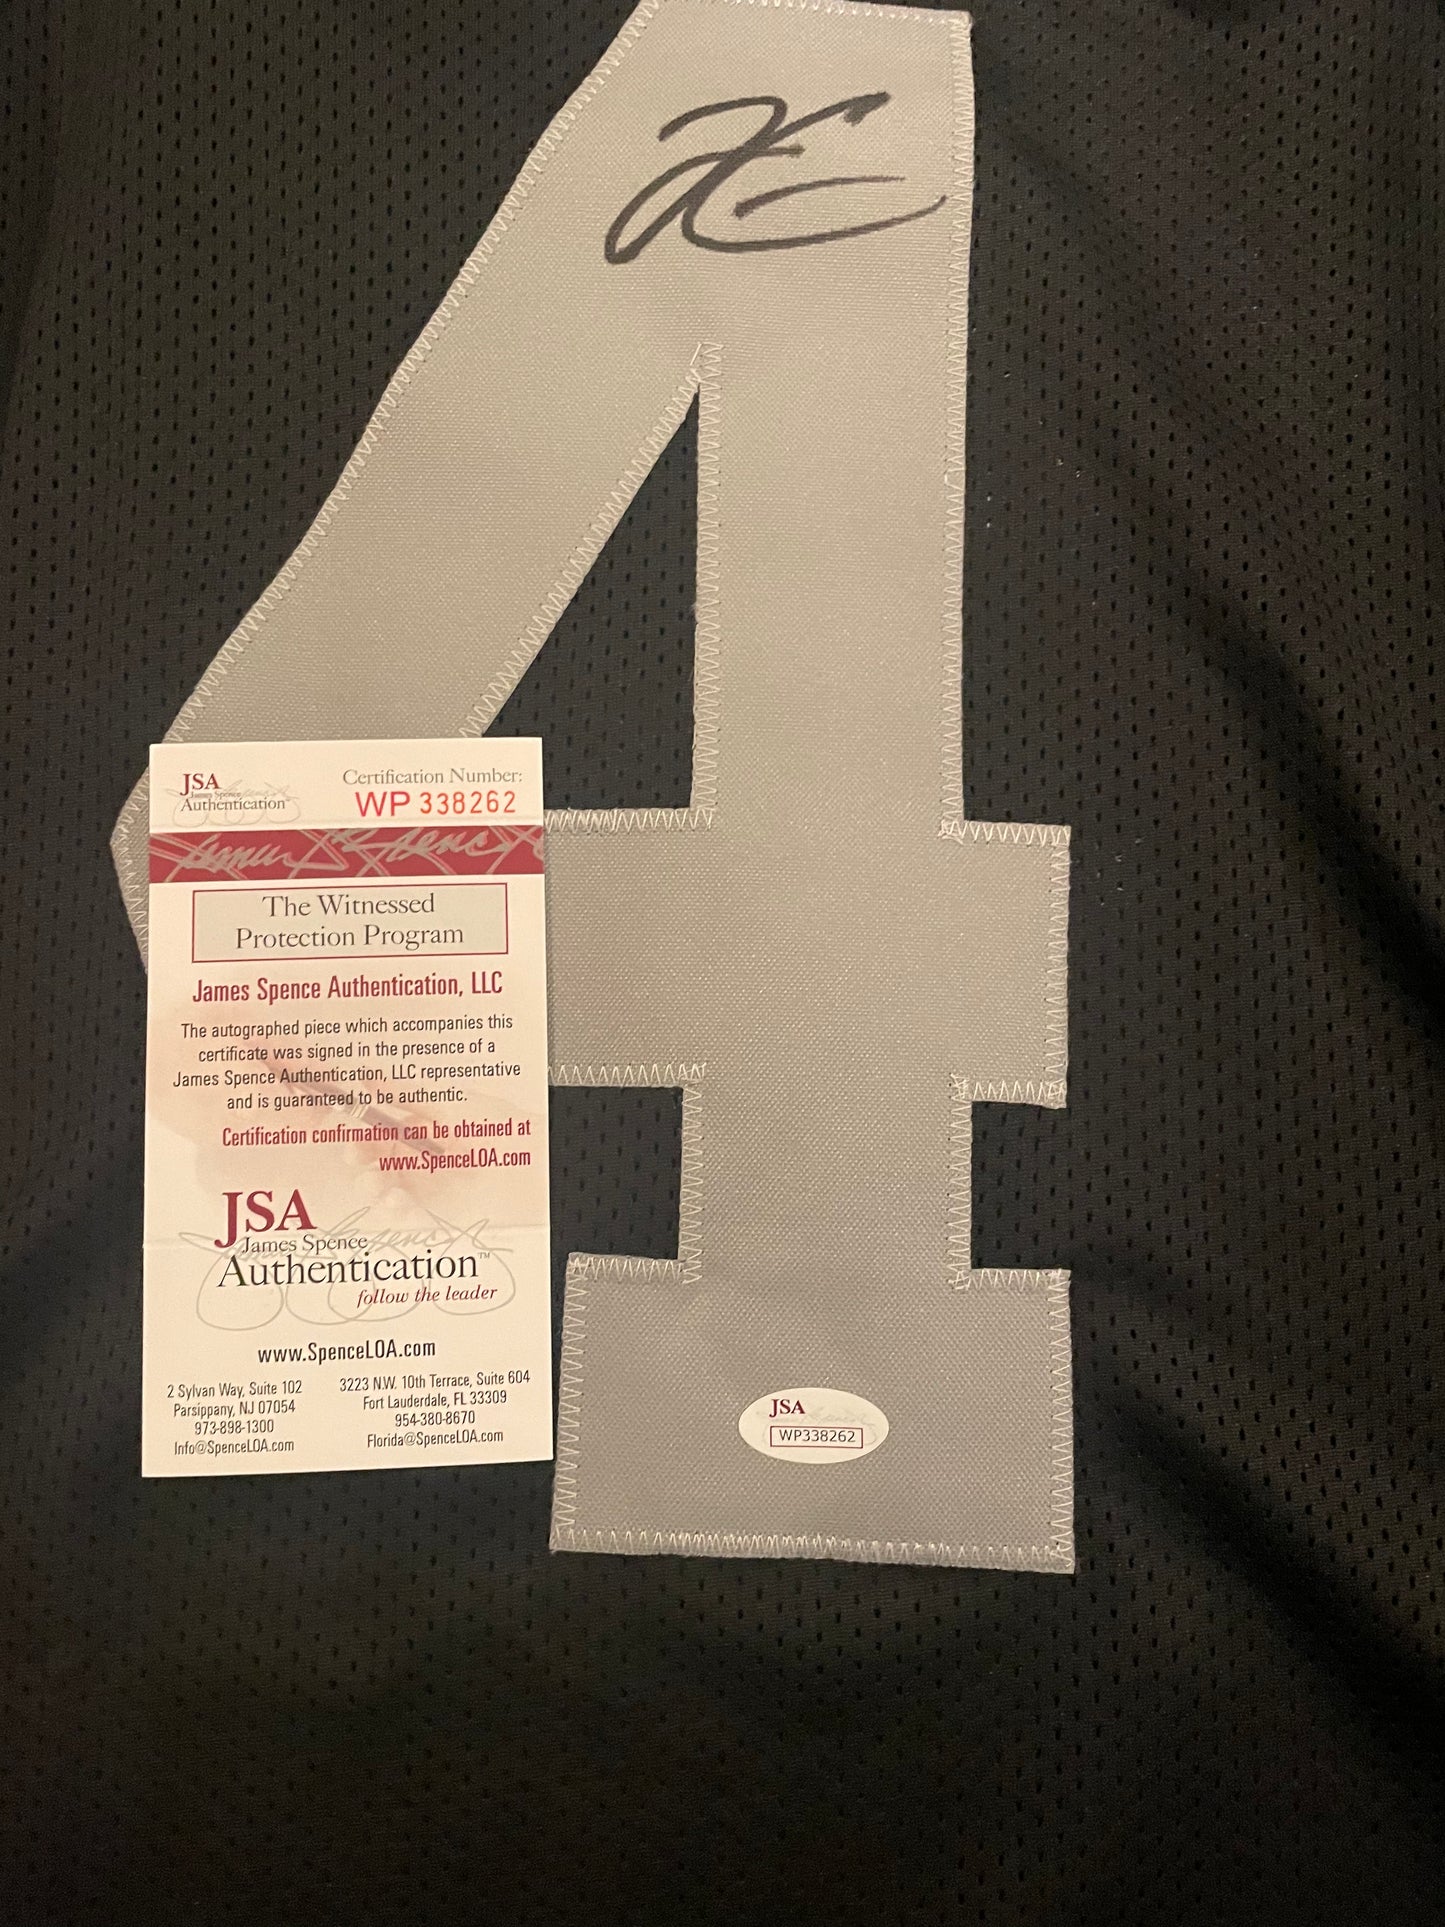 4
JSA
James Spence
Authentication
Certification Number:
WP 338262
James Spence
The Witnessed
Protection Program
James Spence Authentication, LLC
The autographed piece which accompanies this
certificate was signed in the presence of a
James Spence Authentication, LLC representative
and is guaranteed to be authentic.
Certification confirmation can be obtained at
www.SpenceLOA.com
JSA
James Spence
Authentication™
follow the leader
www.SpenceLOA.com
2 Sylvan Way, Suite 102
Parsippany, NJ 07054
973-898-1300
Info@SpenceLOA.com
3223 N.W. 10th Terrace, Suite 604
Fort Lauderdale, FL 33309
954-380-8670
Florida@SpenceLOA.com
JSA
WP338262